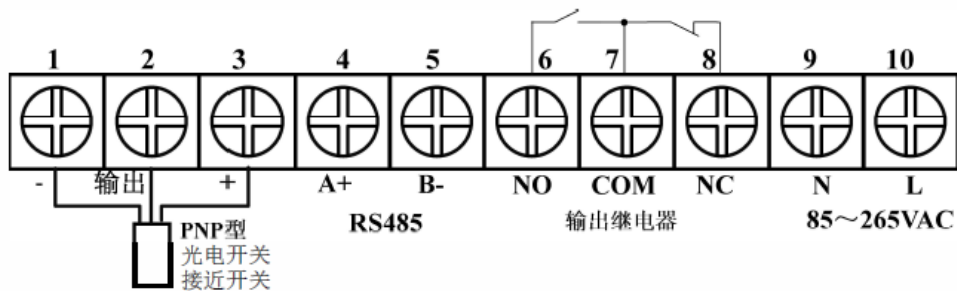 1 2 3 4 5 6 7 8 9 10
- 输出 + A+ B- NO COM NC N L
RS485 输出继电器 85～265VAC
PNP型
光电开关
接近开关